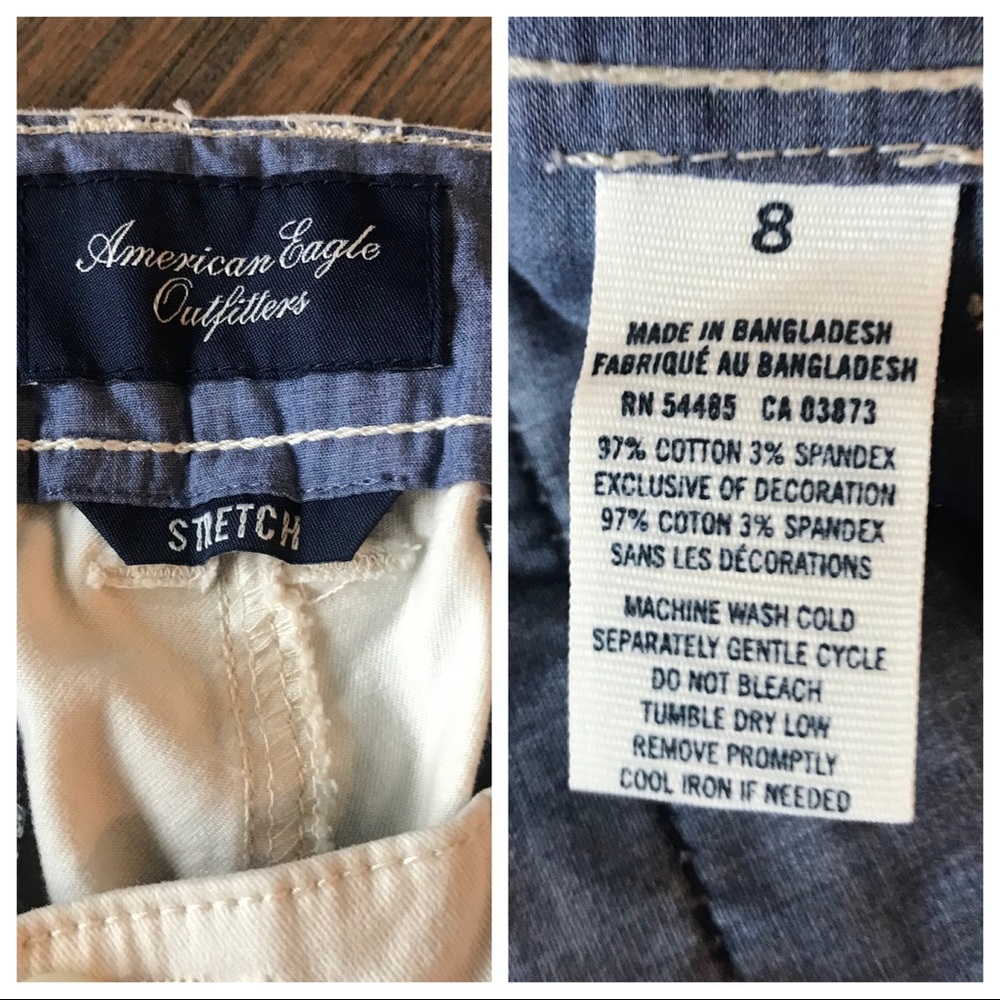 American Eagle
Outfitters
STRETCH
8
MADE IN BANGLADESH
FABRIQUÉ AU BANGLADESH
RN 54485 CA 03873
97% COTTON 3% SPANDEX
EXCLUSIVE OF DECORATION
97% COTON 3% SPANDEX
SANS LES DÉCORATIONS
MACHINE WASH COLD
SEPARATELY GENTLE CYCLE
DO NOT BLEACH
TUMBLE DRY LOW
REMOVE PROMPTLY
COOL IRON IF NEEDED